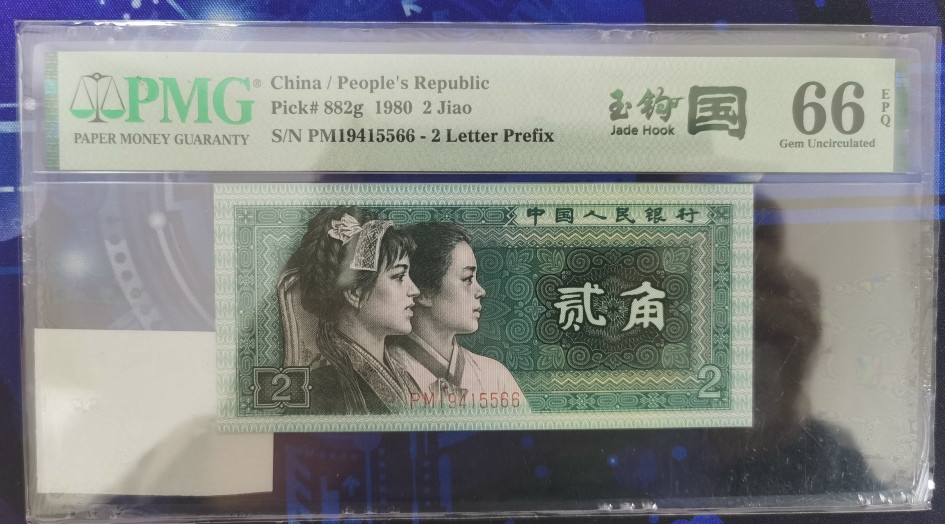 PMG®
PAPER MONEY GUARANTY
China / People's Republic
Pick# 882g 1980 2 Jiao
S/N PM19415566 - 2 Letter Prefix
玉鉤
Jade Hook
国
66
EPQ
Gem Uncirculated
中国人民银行
2
贰角
2
PM19415566